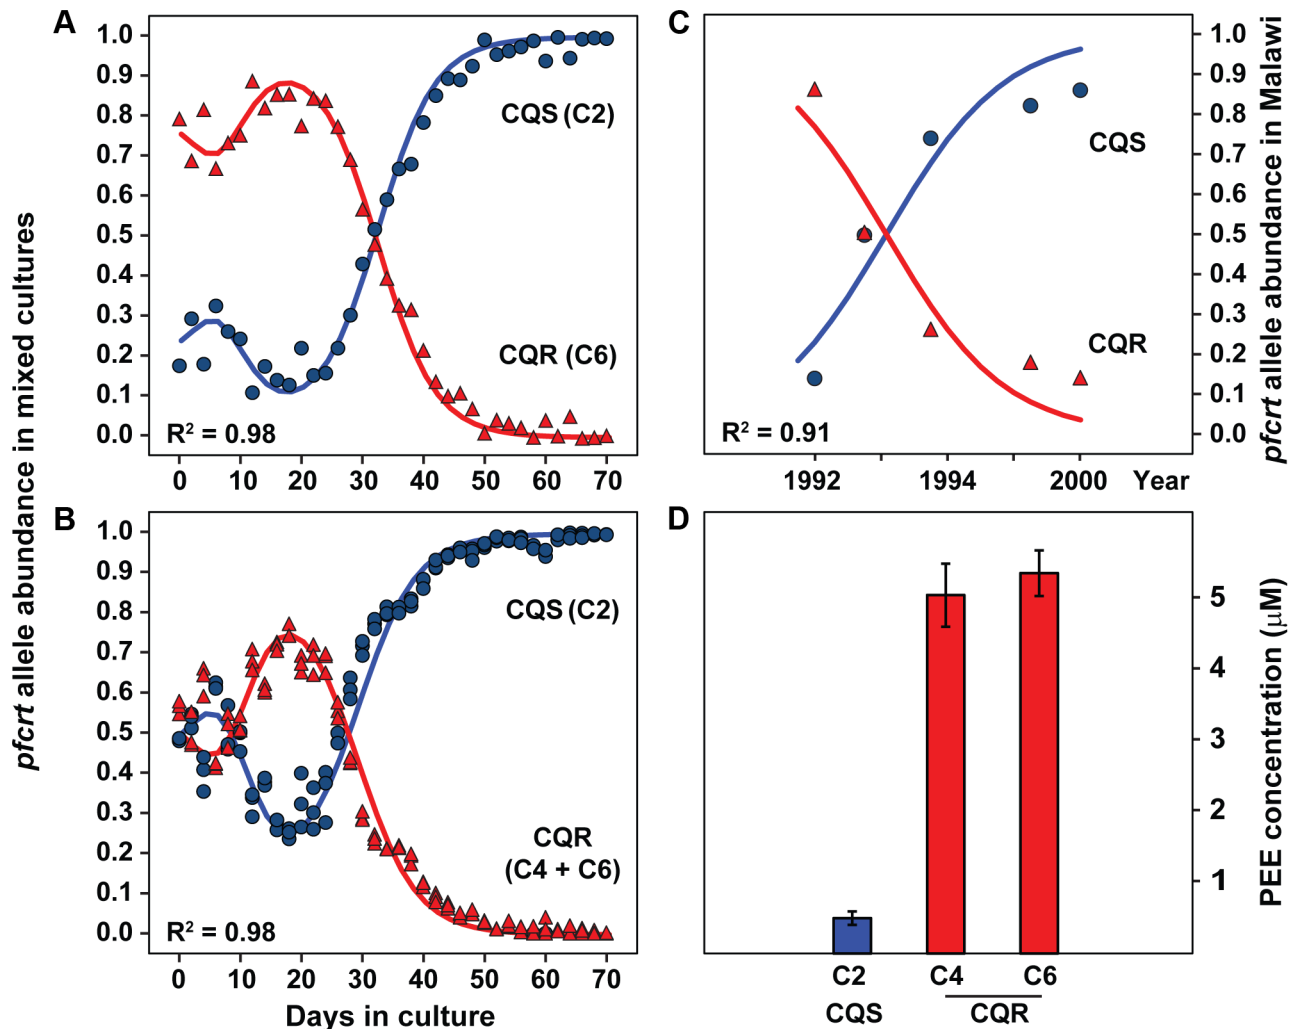 A
1.0
0.9
0.8
0.7
0.6
0.5
0.4
0.3
0.2
0.1
0.0
CQS (C2)
CQR (C6)
R² = 0.98
0 10 20 30 40 50 60 70
B
1.0
0.9
0.8
0.7
0.6
0.5
0.4
0.3
0.2
0.1
0.0
CQS (C2)
CQR
(C4 + C6)
R² = 0.98
0 10 20 30 40 50 60 70
Days in culture
pfcrt allele abundance in mixed cultures
C
1.0
0.9
0.8
0.7
0.6
0.5
0.4
0.3
0.2
0.1
0.0
CQS
CQR
R² = 0.91
1992 1994 2000 Year
pfcrt allele abundance in Malawi
D
5
4
3
2
1
PEE concentration (μM)
C2 C4 C6
CQS CQR